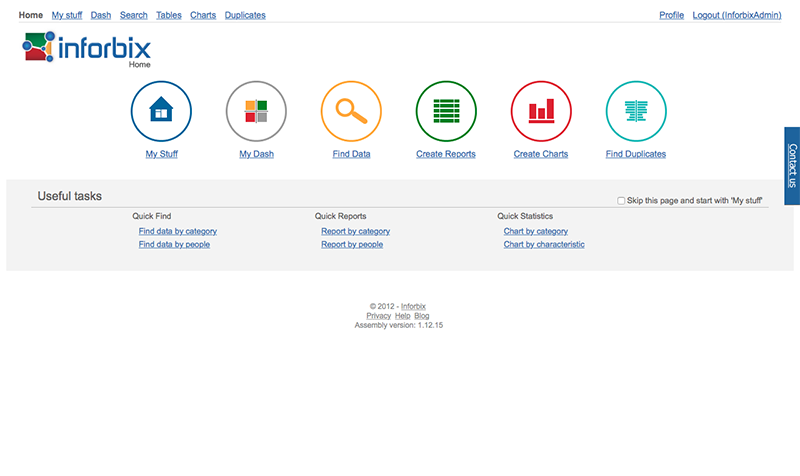 Home My stuff Dash Search Tables Charts Duplicates Profile Logout (InforbixAdmin)
inforbix
Home
My Stuff My Dash Find Data Create Reports Create Charts Find Duplicates
Contact us
Useful tasks Skip this page and start with 'My stuff'
Quick Find Quick Reports Quick Statistics
Find data by category Report by category Chart by category
Find data by people Report by people Chart by characteristic
© 2012 - Inforbix
Privacy Help Blog
Assembly version: 1.12.15